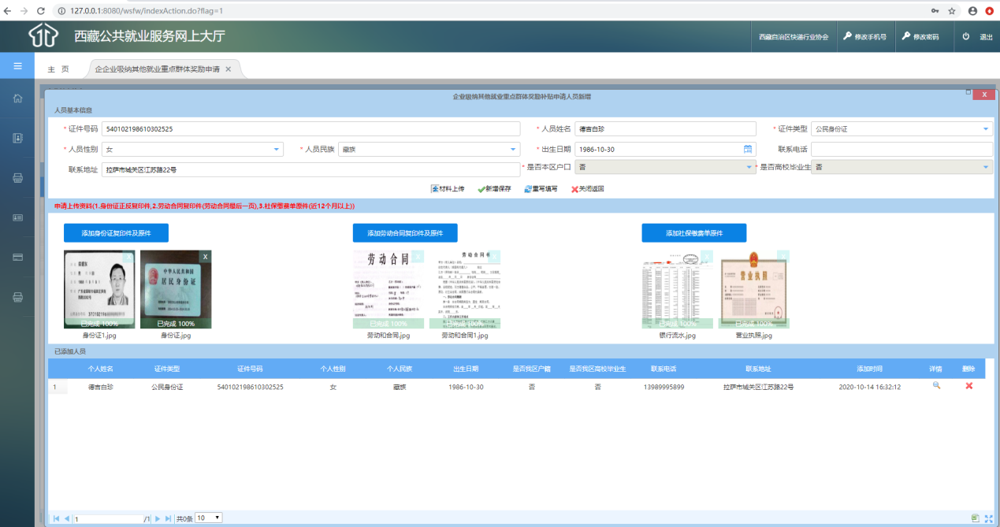 127.0.0.1:8080/wsfw/indexAction.do?flag=1
西藏公共就业服务网上大厅
西藏自治区快递行业协会 修改手机号 修改密码 退出
主 页 企企业吸纳其他就业重点群体奖励申请
企业吸纳其他就业重点群体奖励补贴申请人员新增 X
人员基本信息
* 证件号码 540102198610302525 * 人员姓名 德吉白珍 * 证件类型 公民身份证
* 人员性别 女 * 人员民族 藏族 * 出生日期 1986-10-30 联系电话
联系地址 拉萨市城关区江苏路22号 * 是否本区户口 否 * 是否高校毕业生 否
材料上传 新增保存 重写填写 关闭返回
申请上传资料(1.身份证正反复印件,2.劳动合同复印件(劳动合同最后一页),3.社保缴费单原件(近12个月以上))
添加身份证复印件及原件 添加劳动合同复印件及原件 添加社保缴费单原件
中华人民共和国
居民身份证
劳动合同
劳动合同书
营业执照
已完成 100% 已完成 100% 已完成 100% 已完成 100% 已完成 100% 已完成 100%
身份证1.jpg 身份证.jpg 劳动和合同.jpg 劳动和合同1.jpg 银行流水.jpg 营业执照.jpg
已添加人员
个人姓名 证件类型 证件号码 个人性别 个人民族 出生日期 是否我区户籍 是否我区高校毕业生 联系电话 联系地址 添加时间 详情 删除
1 德吉白珍 公民身份证 540102198610302525 女 藏族 1986-10-30 否 否 13989995899 拉萨市城关区江苏路22号 2020-10-14 16:32:12
1 /1 共0条 10